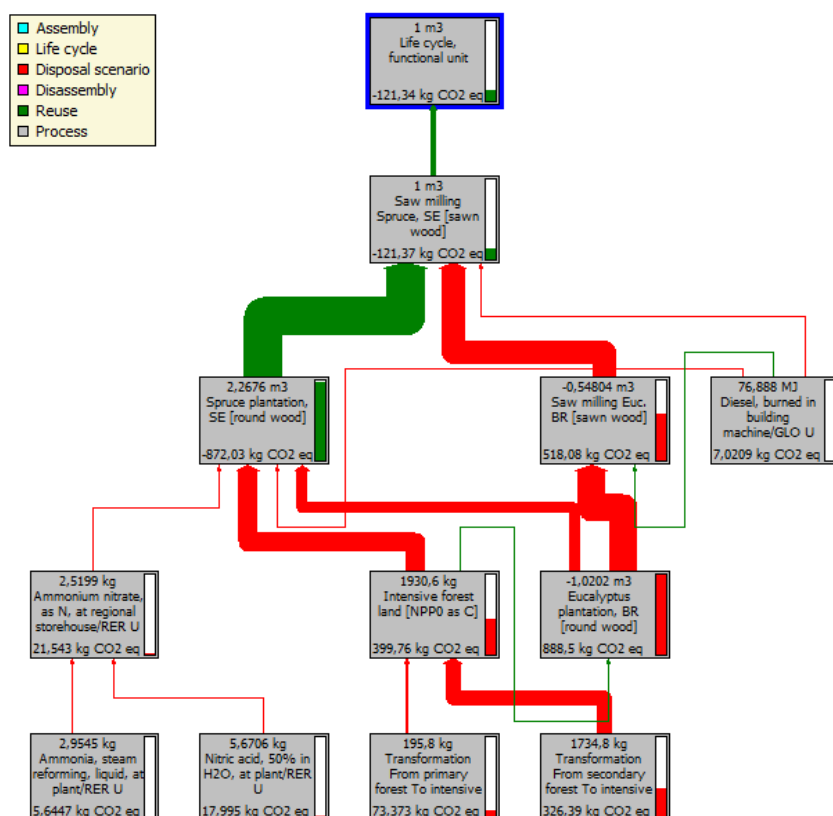 Assembly
Life cycle
Disposal scenario
Disassembly
Reuse
Process
1 m3
Life cycle,
functional unit
-121,34 kg CO2 eq
1 m3
Saw milling
Spruce, SE [sawn
wood]
-121,37 kg CO2 eq
2,2676 m3
Spruce plantation,
SE [round wood]
-872,03 kg CO2 eq
-0,54804 m3
Saw milling Euc.
BR [sawn wood]
518,08 kg CO2 eq
76,888 MJ
Diesel, burned in
building
machine/GLO U
7,0209 kg CO2 eq
2,5199 kg
Ammonium nitrate,
as N, at regional
storehouse/RER U
21,543 kg CO2 eq
1930,6 kg
Intensive forest
land [NPP0 as C]
399,76 kg CO2 eq
-1,0202 m3
Eucalyptus
plantation, BR
[round wood]
888,5 kg CO2 eq
2,9545 kg
Ammonia, steam
reforming, liquid, at
plant/RER U
5,6447 kg CO2 eq
5,6706 kg
Nitric acid, 50% in
H2O, at plant/RER
U
17,995 kg CO2 eq
195,8 kg
Transformation
From primary
forest To intensive
73,373 kg CO2 eq
1734,8 kg
Transformation
From secondary
forest To intensive
326,39 kg CO2 eq